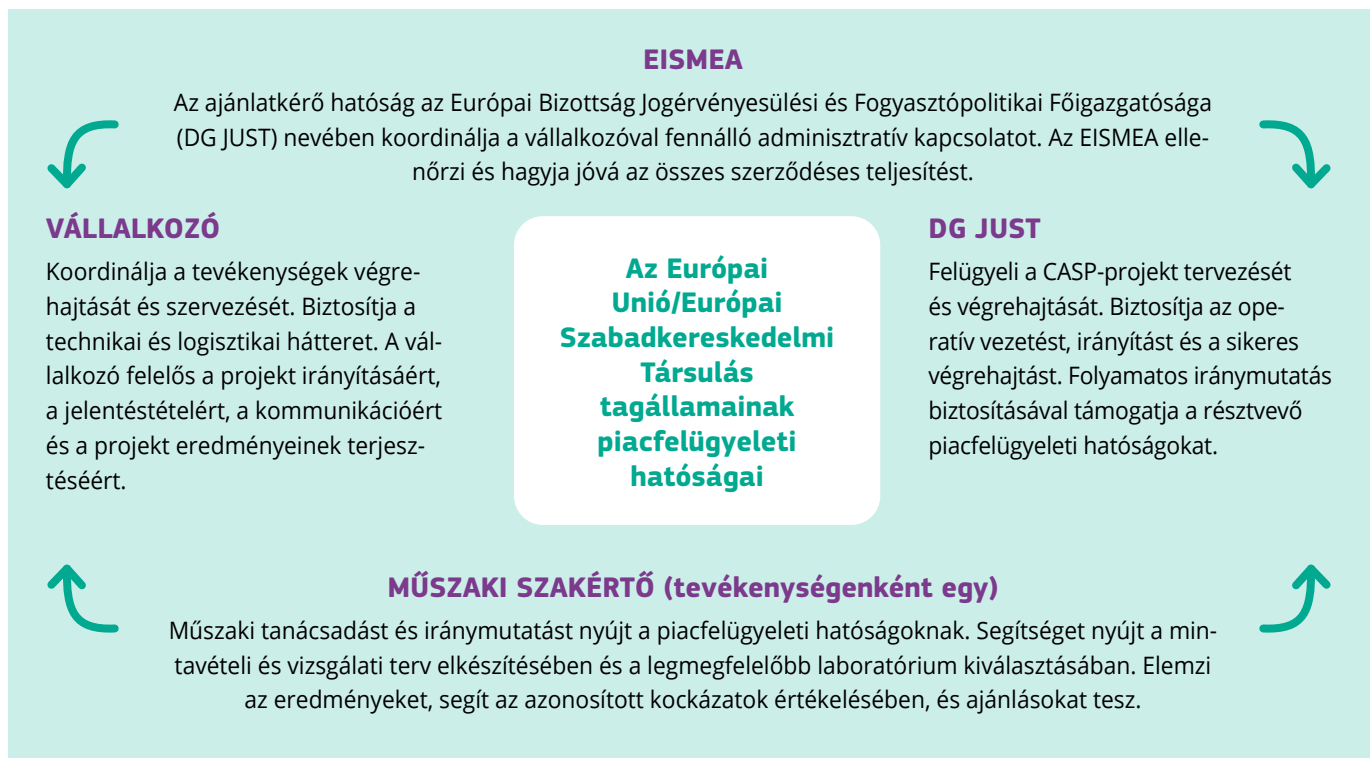 EISMEA
Az ajánlatkérő hatóság az Európai Bizottság Jogérvényesülési és Fogyasztópolitikai Főigazgatósága
(DG JUST) nevében koordinálja a vállalkozóval fennálló adminisztratív kapcsolatot. Az EISMEA elle-
nőrzi és hagyja jóvá az összes szerződéses teljesítést.
VÁLLALKOZÓ
Koordinálja a tevékenységek végre-
hajtását és szervezését. Biztosítja a
technikai és logisztikai hátteret. A vál-
lalkozó felelős a projekt irányításáért,
a jelentéstételért, a kommunikációért
és a projekt eredményeinek terjesz-
téséért.
Az Európai
Unió/Európai
Szabadkereskedelmi
Társulás
tagállamainak
piacfelügyeleti
hatóságai
DG JUST
Felügyeli a CASP-projekt tervezését
és végrehajtását. Biztosítja az ope-
ratív vezetést, irányítást és a sikeres
végrehajtást. Folyamatos iránymutatás
biztosításával támogatja a résztvevő
piacfelügyeleti hatóságokat.
MŰSZAKI SZAKÉRTŐ (tevékenységenként egy)
Műszaki tanácsadást és iránymutatást nyújt a piacfelügyeleti hatóságoknak. Segítséget nyújt a min-
tavételi és vizsgálati terv elkészítésében és a legmegfelelőbb laboratórium kiválasztásában. Elemzi
az eredményeket, segít az azonosított kockázatok értékelésében, és ajánlásokat tesz.